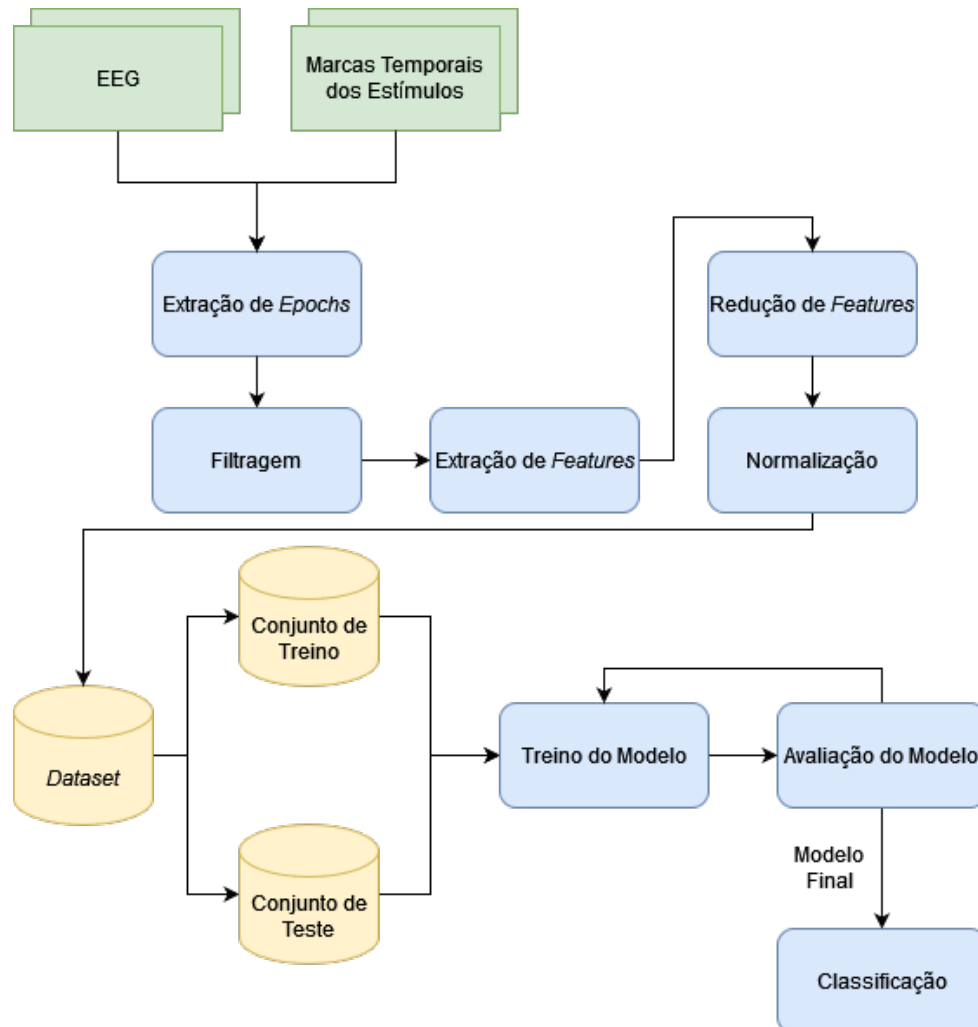 EEG
Marcas Temporais
dos Estímulos
Extração de Epochs
Redução de Features
Filtragem
Extração de Features
Normalização
Conjunto de
Treino
Dataset
Treino do Modelo
Avaliação do Modelo
Conjunto de
Teste
Modelo
Final
Classificação